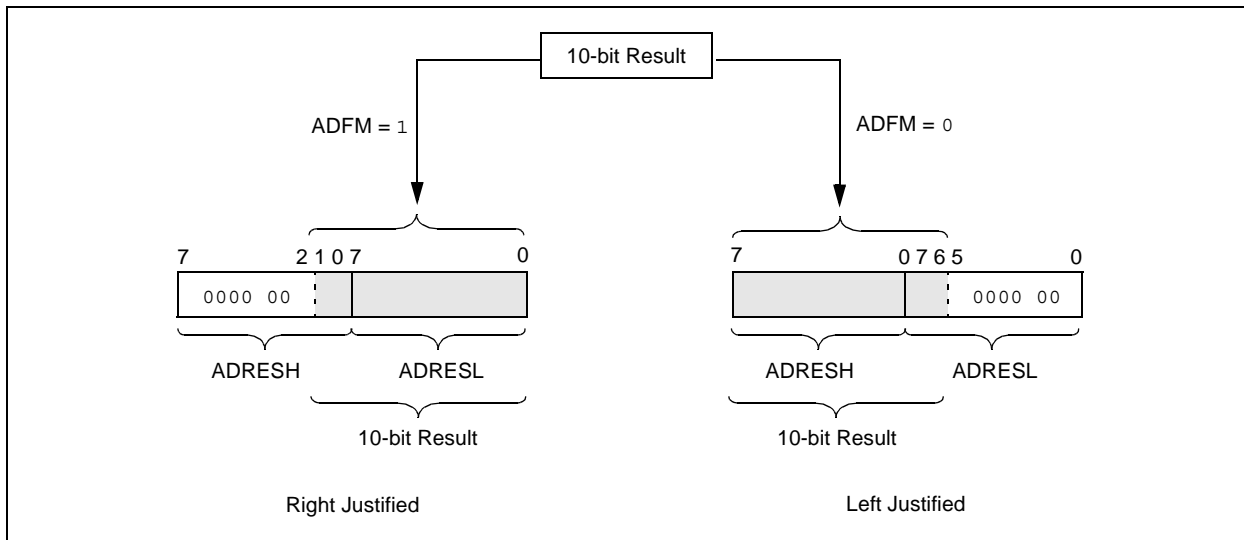 10-bit Result
ADFM = 1
ADFM = 0
7 2 1 0 7 0
7 0 7 6 5 0
0000 00
0000 00
ADRESH ADRESL
ADRESH ADRESL
10-bit Result
10-bit Result
Right Justified
Left Justified